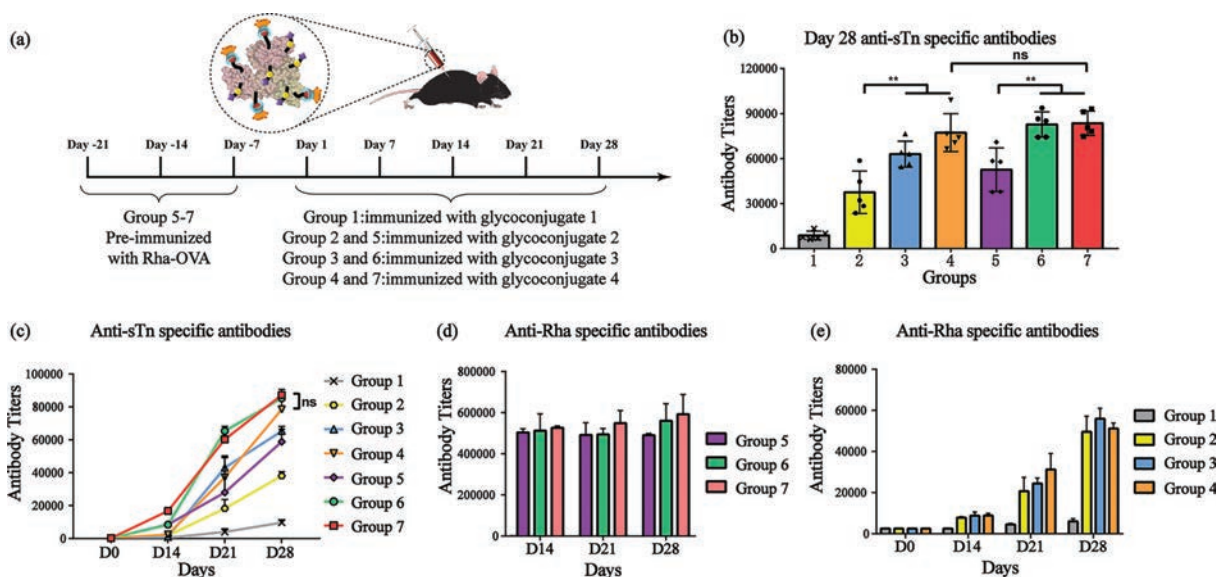 (a)
Day -21 Day -14 Day -7 Day 1 Day 7 Day 14 Day 21 Day 28
Group 5-7
Pre-immunized
with Rha-OVA
Group 1:immunized with glycoconjugate 1
Group 2 and 5:immunized with glycoconjugate 2
Group 3 and 6:immunized with glycoconjugate 3
Group 4 and 7:immunized with glycoconjugate 4
(b) Day 28 anti-sTn specific antibodies
ns
** **
120000
90000
60000
30000
0
Antibody Titers
1 2 3 4 5 6 7
Groups
(c) Anti-sTn specific antibodies
100000
80000
60000
40000
20000
0
Antibody Titers
D0 D14 D21 D28
Days
ns
Group 1
Group 2
Group 3
Group 4
Group 5
Group 6
Group 7
(d) Anti-Rha specific antibodies
800000
600000
400000
200000
0
Antibody Titers
D14 D21 D28
Days
Group 5
Group 6
Group 7
(e) Anti-Rha specific antibodies
80000
60000
40000
20000
0
Antibody Titers
D0 D14 D21 D28
Days
Group 1
Group 2
Group 3
Group 4